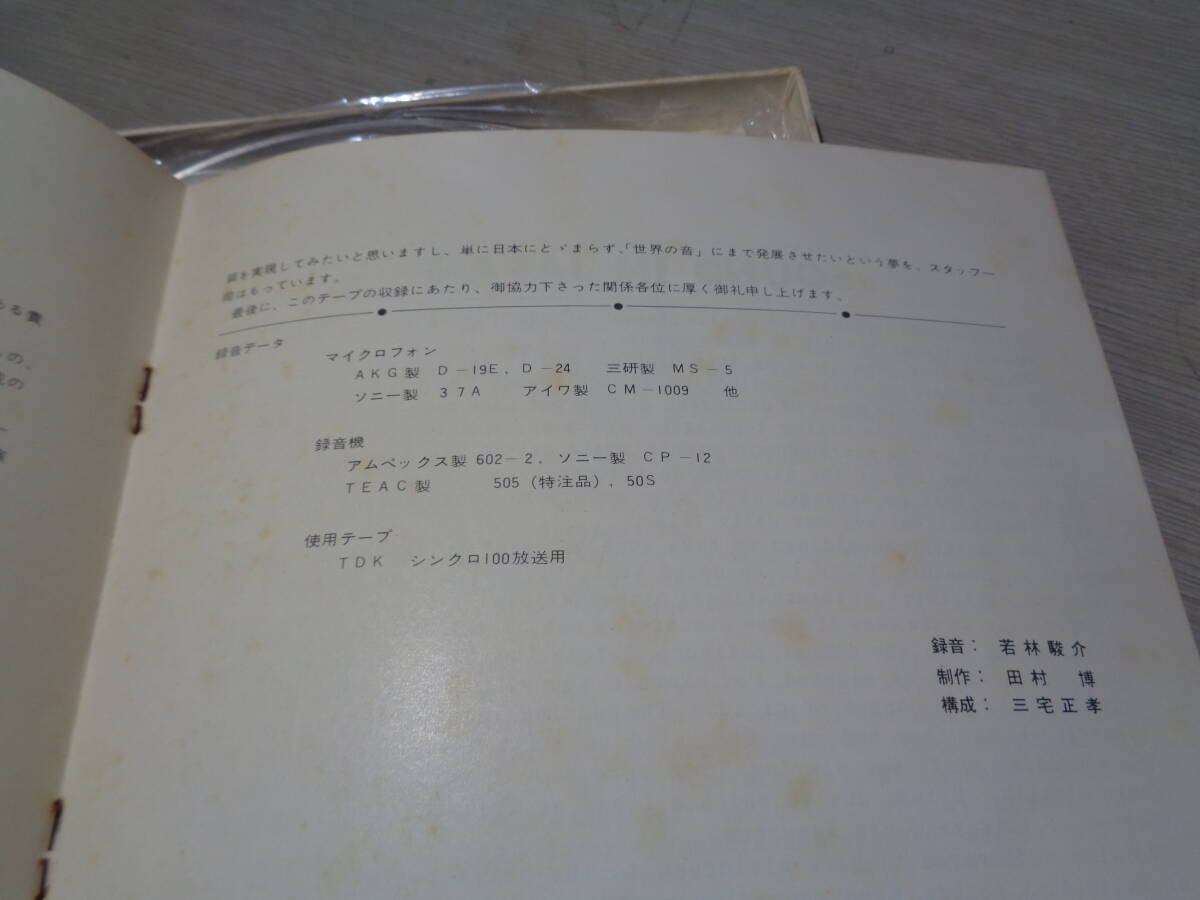 ある
の、
の
を実現してみたいと思いますし、単に日本にとゞまらず、「世界の音」にまで発展させたいという夢を、スタッフ一
同はもっています。
最後に、このテープの収録にあたり、御協力下さった関係各位に厚く御礼申し上げます。
録音データ
マイクロフォン
AKG製 D-19E, D-24 三研製 MS-5
ソニー製 37A アイワ製 CM-1009 他
録音機
アムペックス製 602-2, ソニー製 CP-12
TEAC製 505(特注品), 50S
使用テープ
TDK シンクロ100放送用
録音: 若林駿介
制作: 田村 博
構成: 三宅正孝